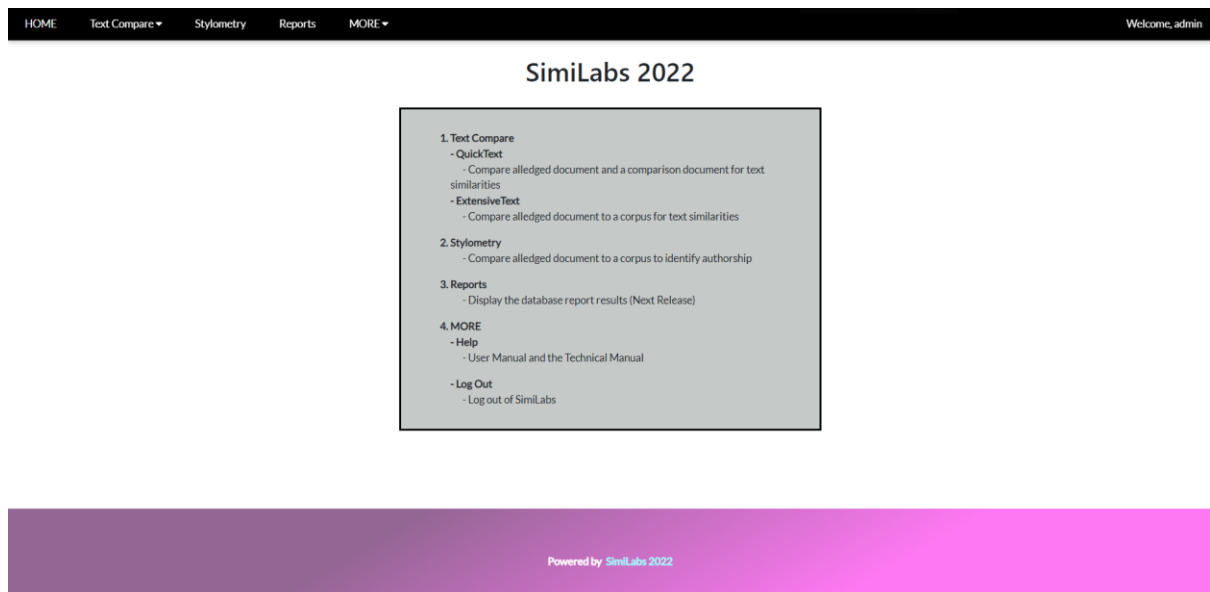 HOME Text Compare Stylometry Reports MORE Welcome, admin
SimiLabs 2022
1. Text Compare
- QuickText
- Compare alledged document and a comparison document for text
similarities
- ExtensiveText
- Compare alledged document to a corpus for text similarities
2. Stylometry
- Compare alledged document to a corpus to identify authorship
3. Reports
- Display the database report results (Next Release)
4. MORE
- Help
- User Manual and the Technical Manual
- Log Out
- Log out of SimiLabs
Powered by SimiLabs 2022